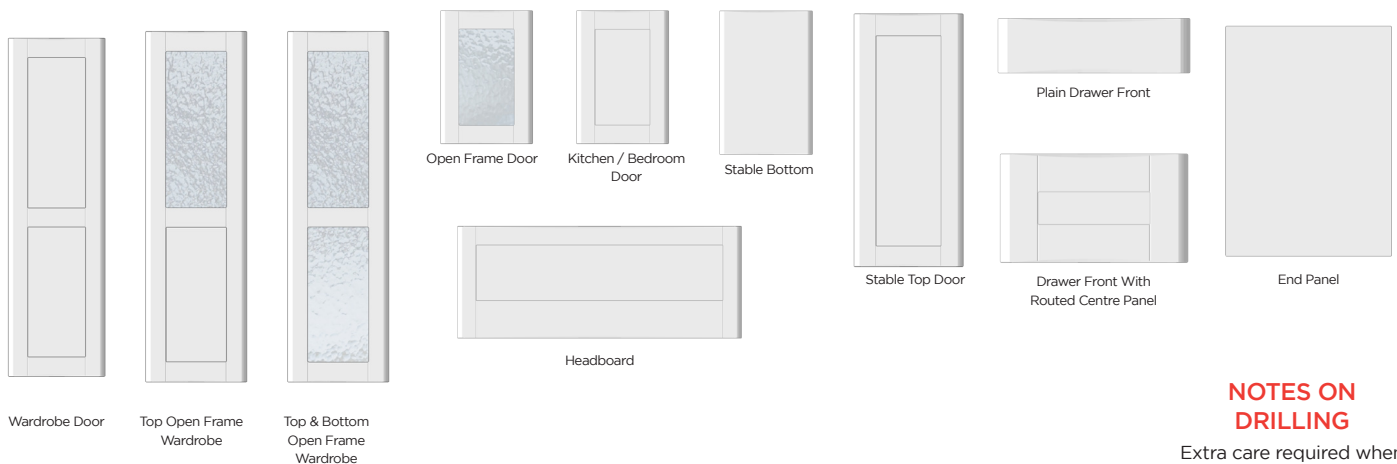 Open Frame Door
Kitchen / Bedroom
Door
Stable Bottom
Plain Drawer Front
Stable Top Door
Drawer Front With
Routed Centre Panel
End Panel
Headboard
Wardrobe Door
Top Open Frame
Wardrobe
Top & Bottom
Open Frame
Wardrobe
NOTES ON
DRILLING
Extra care required